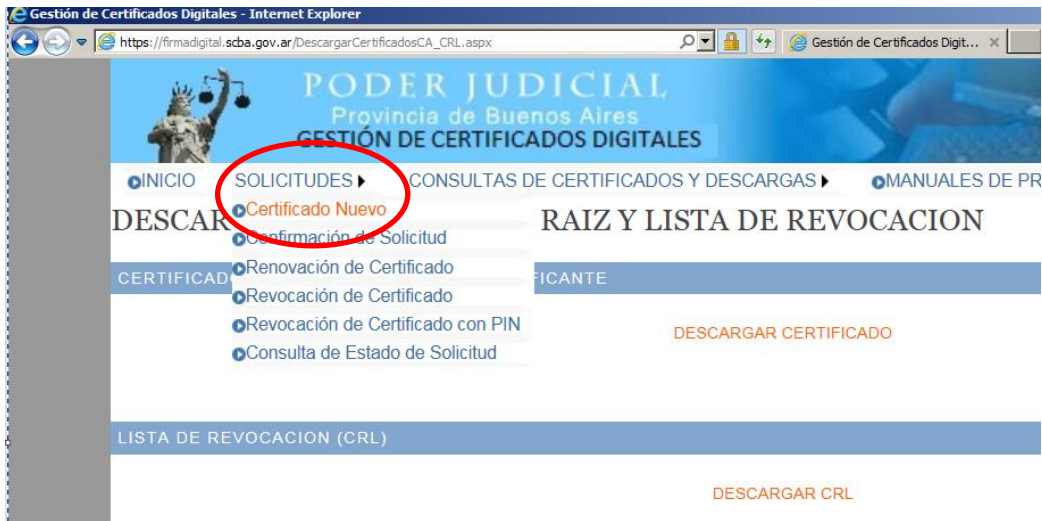 Gestión de Certificados Digitales - Internet Explorer
https://firmadigital.scba.gov.ar/DescargarCertificadosCA_CRL.aspx
Gestión de Certificados Digit...
PODER JUDICIAL
Provincia de Buenos Aires
GESTIÓN DE CERTIFICADOS DIGITALES
INICIO SOLICITUDES CONSULTAS DE CERTIFICADOS Y DESCARGAS MANUALES DE PR
DESCAR RAIZ Y LISTA DE REVOCACION
Certificado Nuevo
Confirmación de Solicitud
Renovación de Certificado
Revocación de Certificado
Revocación de Certificado con PIN
Consulta de Estado de Solicitud
CERTIFICAD FICANTE
DESCARGAR CERTIFICADO
LISTA DE REVOCACION (CRL)
DESCARGAR CRL